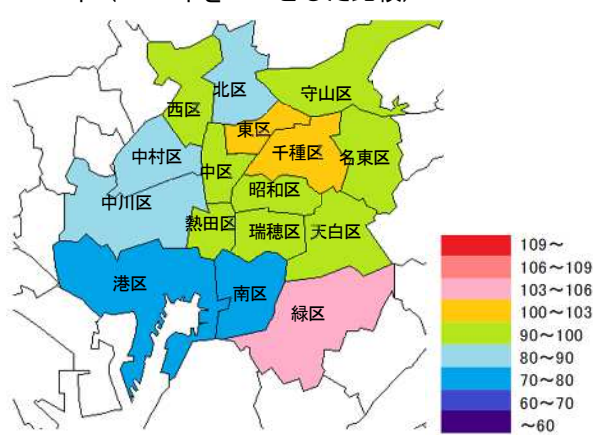 北区
守山区
西区
東区
千種区
名東区
中村区
中区
昭和区
中川区
熱田区
瑞穂区
天白区
港区
南区
緑区
109～
106～109
103～106
100～103
90～100
80～90
70～80
60～70
～60